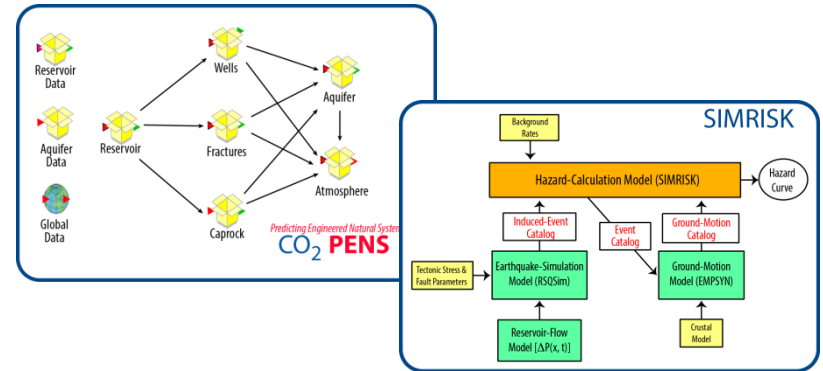 Reservoir
Data
Aquifer
Data
Global
Data
Reservoir
Wells
Fractures
Caprock
Aquifer
Atmosphere
Predicting Engineered Natural System
CO2 PENS
SIMRISK
Background
Rates
Hazard-Calculation Model (SIMRISK)
Hazard
Curve
Induced-Event
Catalog
Event
Catalog
Ground-Motion
Catalog
Tectonic Stress &
Fault Parameters
Earthquake-Simulation
Model (RSQSim)
Ground-Motion
Model (EMPSYN)
Reservoir-Flow
Model [ΔP(x, t)]
Crustal
Model